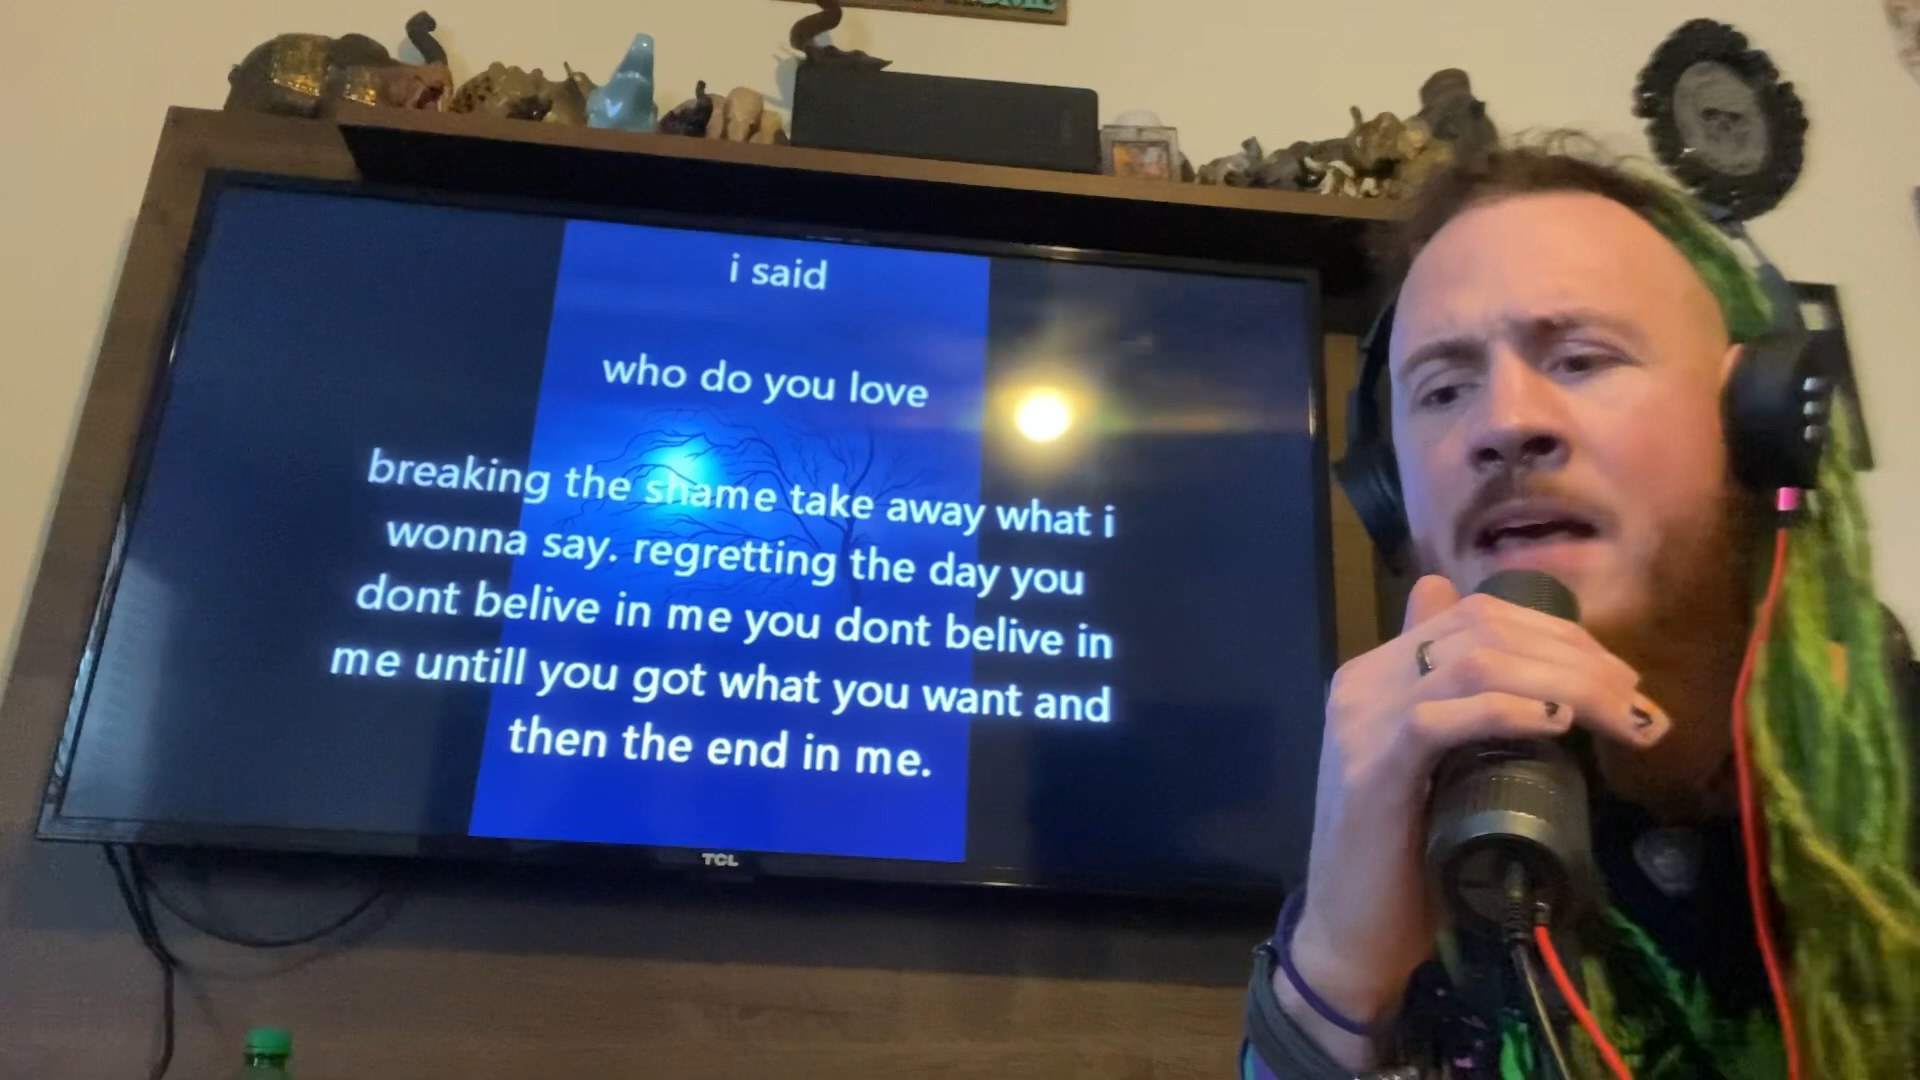 i said
who do you love
breaking the shame take away what i
wonna say. regretting the day you
dont belive in me you dont belive in
me untill you got what you want and
then the end in me.
TCL